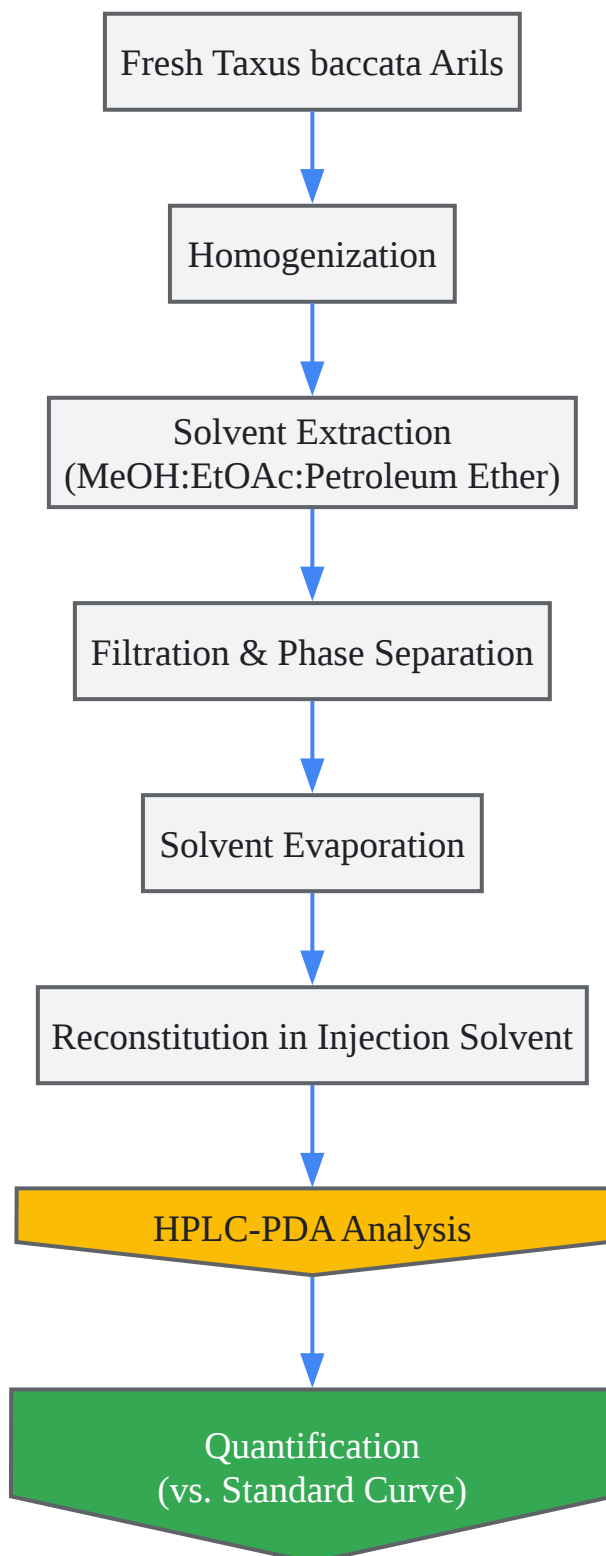 Fresh Taxus baccata Arils
Homogenization
Solvent Extraction
(MeOH:EtOAc:Petroleum Ether)
Filtration & Phase Separation
Solvent Evaporation
Reconstitution in Injection Solvent
HPLC-PDA Analysis
Quantification
(vs. Standard Curve)